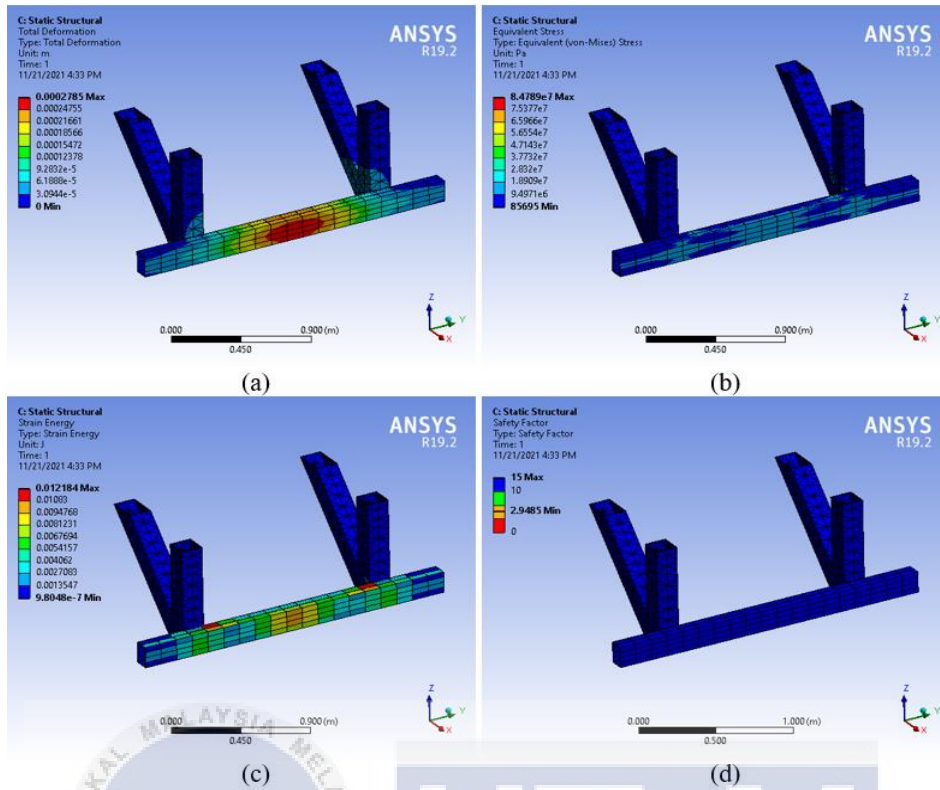 C: Static Structural
Total Deformation
Type: Total Deformation
Unit: m
Time: 1
11/21/2021 4:33 PM
0.0002785 Max
0.00024755
0.00021661
0.00018566
0.00015472
0.00012378
9.2832e-5
6.1888e-5
3.0944e-5
0 Min
ANSYS
R19.2
Z
Y
X
0.000
0.900 (m)
0.450
(a)
C: Static Structural
Equivalent Stress
Type: Equivalent (von-Mises) Stress
Unit: Pa
Time: 1
11/21/2021 4:33 PM
8.4789e7 Max
7.5377e7
6.5966e7
5.6554e7
4.7143e7
3.7732e7
2.832e7
1.8909e7
9.4971e6
85695 Min
ANSYS
R19.2
Z
Y
X
0.000
0.900 (m)
0.450
(b)
C: Static Structural
Strain Energy
Type: Strain Energy
Unit: J
Time: 1
11/21/2021 4:33 PM
0.012184 Max
0.01083
0.0094768
0.0081231
0.0067694
0.0054157
0.004062
0.0027083
0.0013547
9.8048e-7 Min
ANSYS
R19.2
Z
Y
X
0.000
0.900 (m)
0.450
(c)
C: Static Structural
Safety Factor
Type: Safety Factor
Time: 1
11/21/2021 4:33 PM
15 Max
10
2.9485 Min
0
ANSYS
R19.2
Z
Y
X
0.000
1.000 (m)
0.500
(d)
MALAYSIA